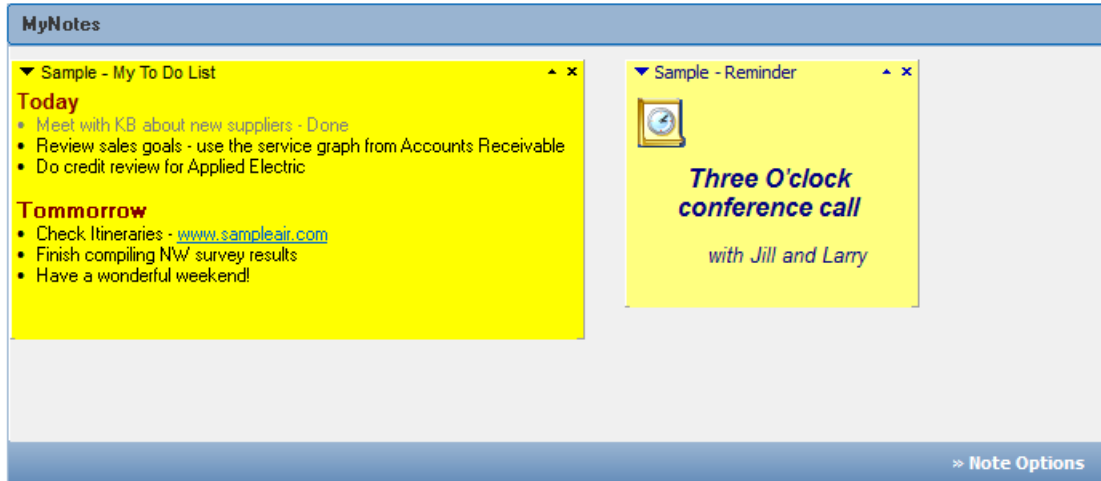 MyNotes
Sample - My To Do List
Today
• Meet with KB about new suppliers - Done
• Review sales goals - use the service graph from Accounts Receivable
• Do credit review for Applied Electric
Tommorrow
• Check Itineraries - www.sampleair.com
• Finish compiling NW survey results
• Have a wonderful weekend!
Sample - Reminder
Three O'clock
conference call
with Jill and Larry
» Note Options